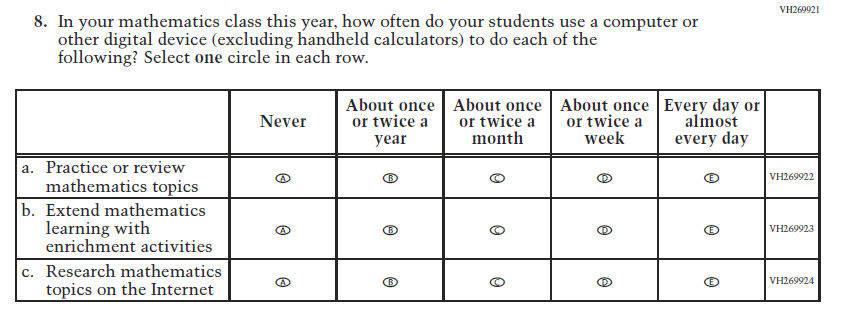 VH269921
8. In your mathematics class this year, how often do your students use a computer or
other digital device (excluding handheld calculators) to do each of the
following? Select one circle in each row.
Never
About once or twice a year
About once or twice a month
About once or twice a week
Every day or almost every day
a. Practice or review
mathematics topics
A B C D E VH269922
b. Extend mathematics
learning with
enrichment activities
A B C D E VH269923
c. Research mathematics
topics on the Internet
A B C D E VH269924